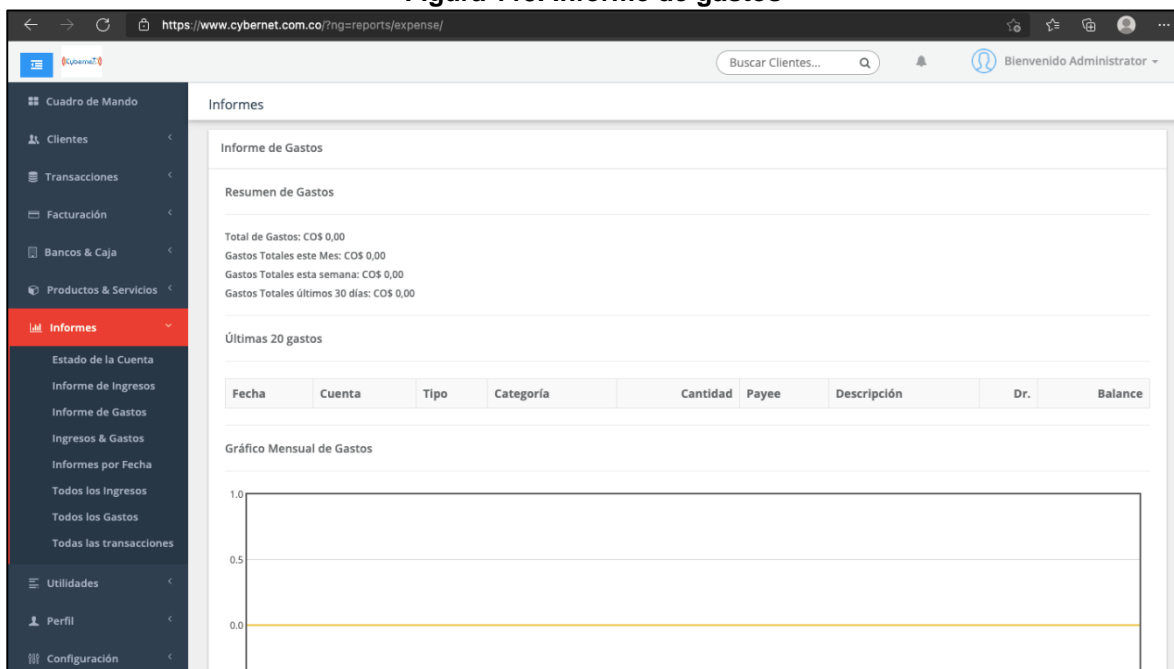 Figura 110. Informe de gastos
https://www.cybernet.com.co/?ng=reports/expense/
Cybernet
Buscar Clientes...
Bienvenido Administrator
Cuadro de Mando
Clientes
Transacciones
Facturación
Bancos & Caja
Productos & Servicios
Informes
Estado de la Cuenta
Informe de Ingresos
Informe de Gastos
Ingresos & Gastos
Informes por Fecha
Todos los Ingresos
Todos los Gastos
Todas las transacciones
Utilidades
Perfil
Configuración
Informes
Informe de Gastos
Resumen de Gastos
Total de Gastos: CO$ 0,00
Gastos Totales este Mes: CO$ 0,00
Gastos Totales esta semana: CO$ 0,00
Gastos Totales últimos 30 días: CO$ 0,00
Últimas 20 gastos
Fecha Cuenta Tipo Categoría Cantidad Payee Descripción Dr. Balance
Gráfico Mensual de Gastos
1.0
0.5
0.0